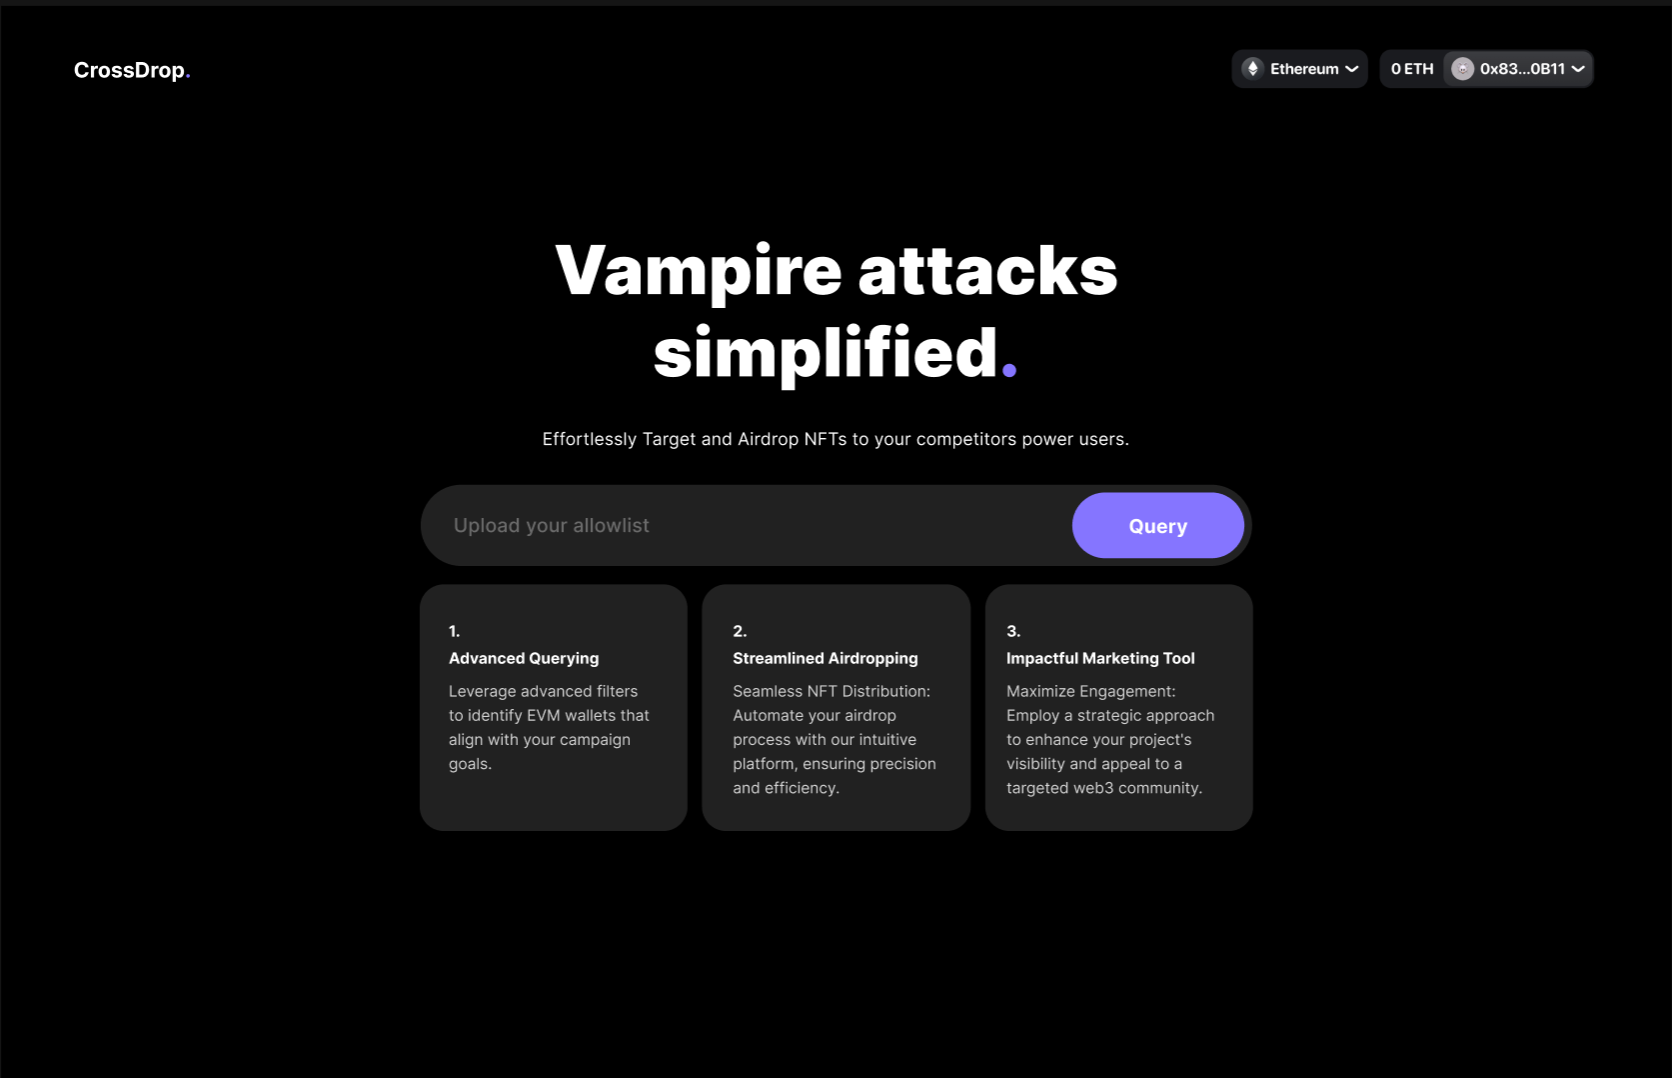 CrossDrop.
Ethereum
0 ETH
0x83...0B11
Vampire attacks
simplified.
Effortlessly Target and Airdrop NFTs to your competitors power users.
Upload your allowlist
Query
1.
Advanced Querying
Leverage advanced filters
to identify EVM wallets that
align with your campaign
goals.
2.
Streamlined Airdropping
Seamless NFT Distribution:
Automate your airdrop
process with our intuitive
platform, ensuring precision
and efficiency.
3.
Impactful Marketing Tool
Maximize Engagement:
Employ a strategic approach
to enhance your project's
visibility and appeal to a
targeted web3 community.